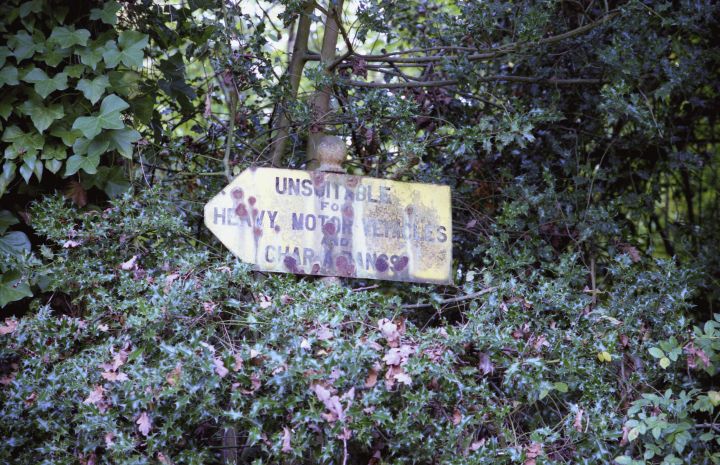 UNSUITABLE
FOR
HEAVY MOTOR VEHICLES
AND
CHAR-A-BANCS